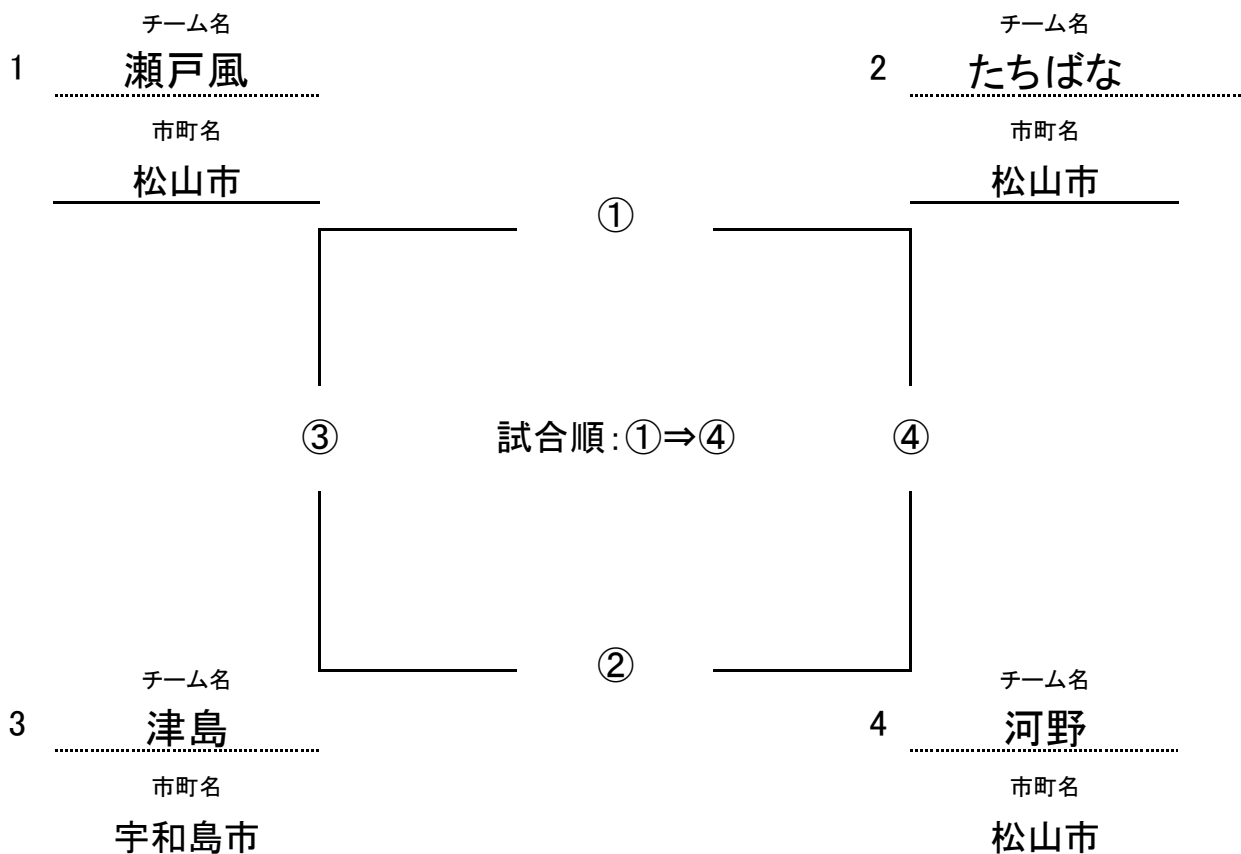 チーム名
チーム名
1 瀬戸風
2 たちばな
市町名
市町名
松山市
松山市
①
③
試合順:①⇒④
④
②
チーム名
チーム名
3 津島
4 河野
市町名
市町名
宇和島市
松山市